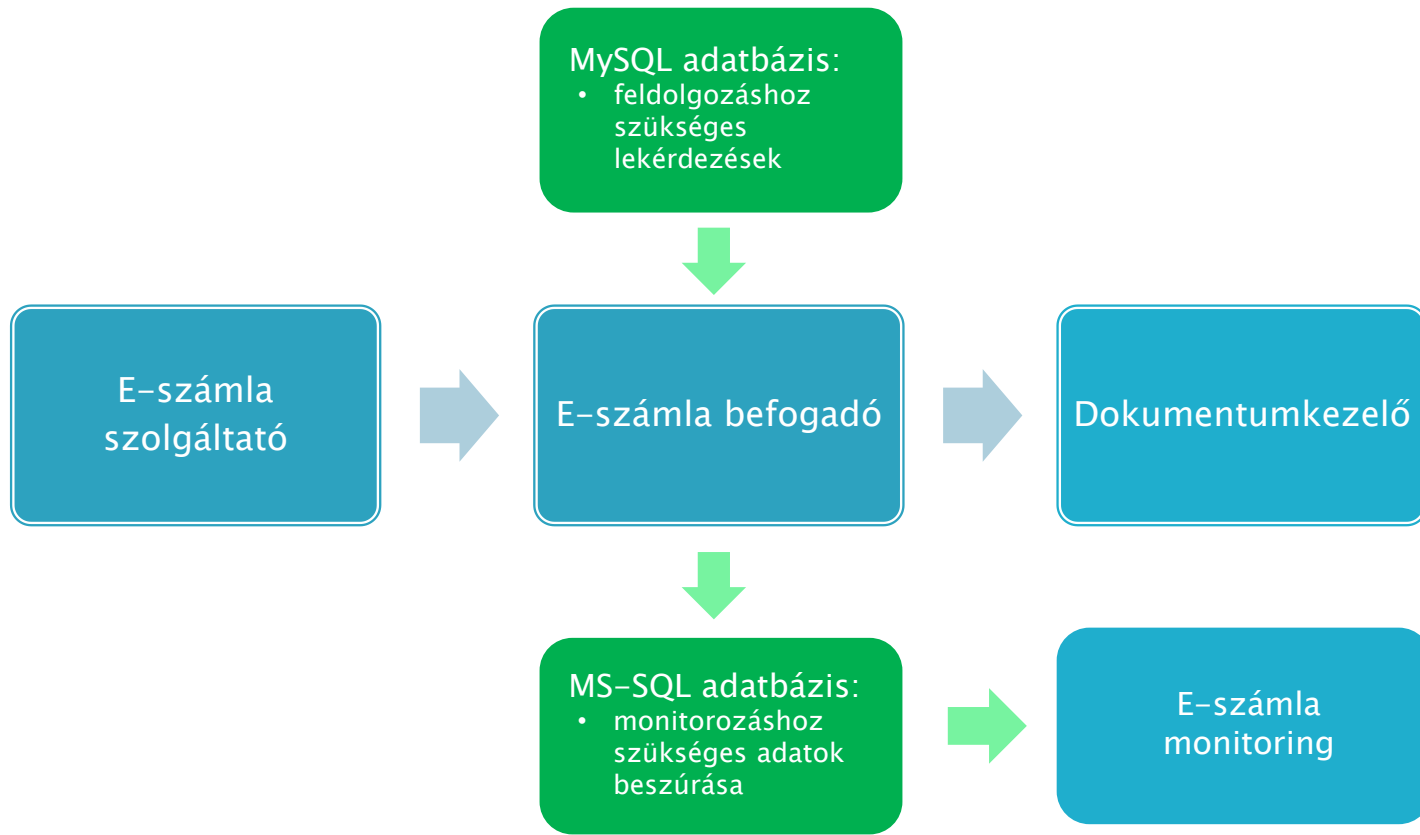 MySQL adatbázis:
• feldolgozáshoz
szükséges
lekérdezések
E-számla
szolgáltató
E-számla befogadó
Dokumentumkezelő
MS-SQL adatbázis:
• monitorozáshoz
szükséges adatok
beszúrása
E-számla
monitoring